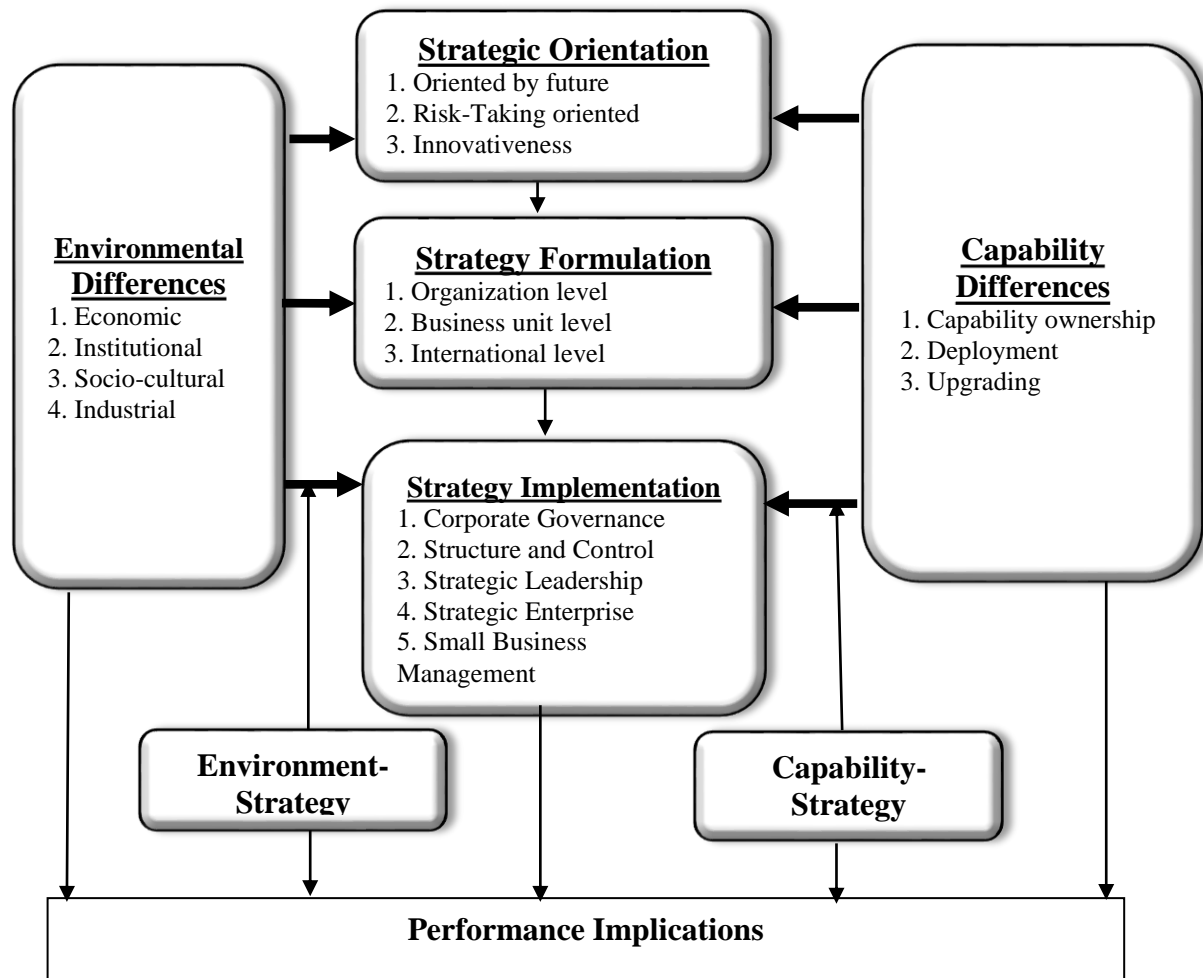 Strategic Orientation
1. Oriented by future
2. Risk-Taking oriented
3. Innovativeness
Environmental
Differences
1. Economic
2. Institutional
3. Socio-cultural
4. Industrial
Strategy Formulation
1. Organization level
2. Business unit level
3. International level
Capability
Differences
1. Capability ownership
2. Deployment
3. Upgrading
Strategy Implementation
1. Corporate Governance
2. Structure and Control
3. Strategic Leadership
4. Strategic Enterprise
5. Small Business
Management
Environment-
Strategy
Capability-
Strategy
Performance Implications